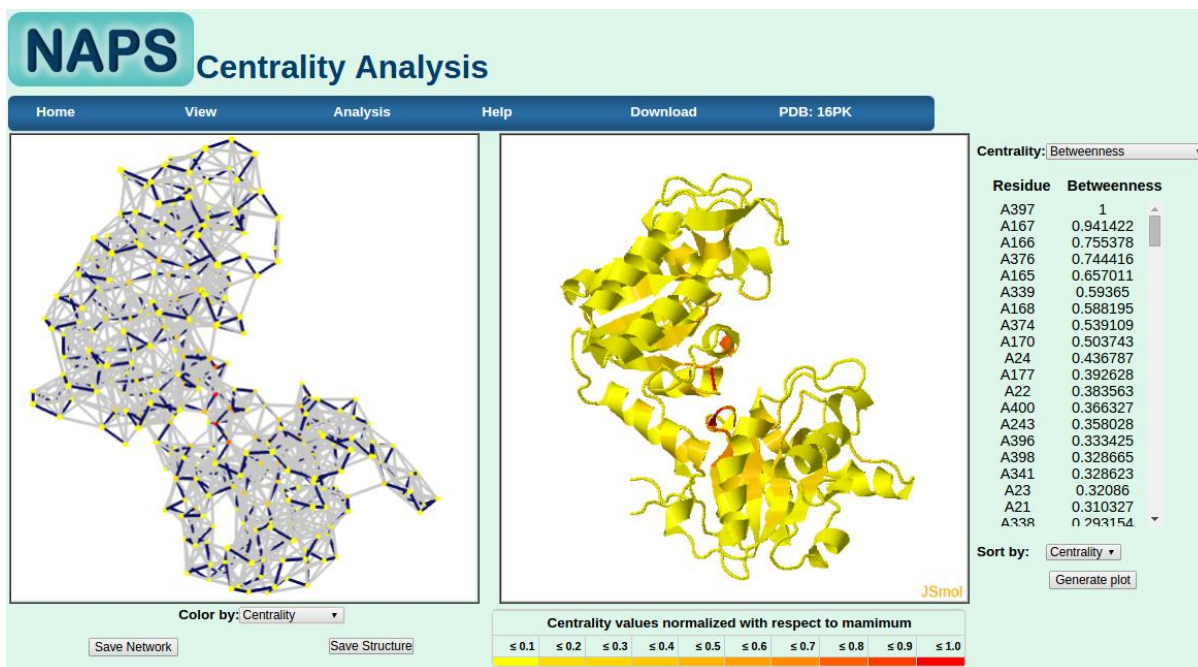 NAPS Centrality Analysis
Home View Analysis Help Download PDB: 16PK
Centrality: Betweenness
Residue Betweenness
A397 1
A167 0.941422
A166 0.755378
A376 0.744416
A165 0.657011
A339 0.59365
A168 0.588195
A374 0.539109
A170 0.503743
A24 0.436787
A177 0.392628
A22 0.383563
A400 0.366327
A243 0.358028
A396 0.333425
A398 0.328665
A341 0.328623
A23 0.32086
A21 0.310327
A338 0.293154
Sort by: Centrality
Generate plot
JSmol
Color by: Centrality
Save Network Save Structure
Centrality values normalized with respect to mamimum
≤ 0.1 ≤ 0.2 ≤ 0.3 ≤ 0.4 ≤ 0.5 ≤ 0.6 ≤ 0.7 ≤ 0.8 ≤ 0.9 ≤ 1.0